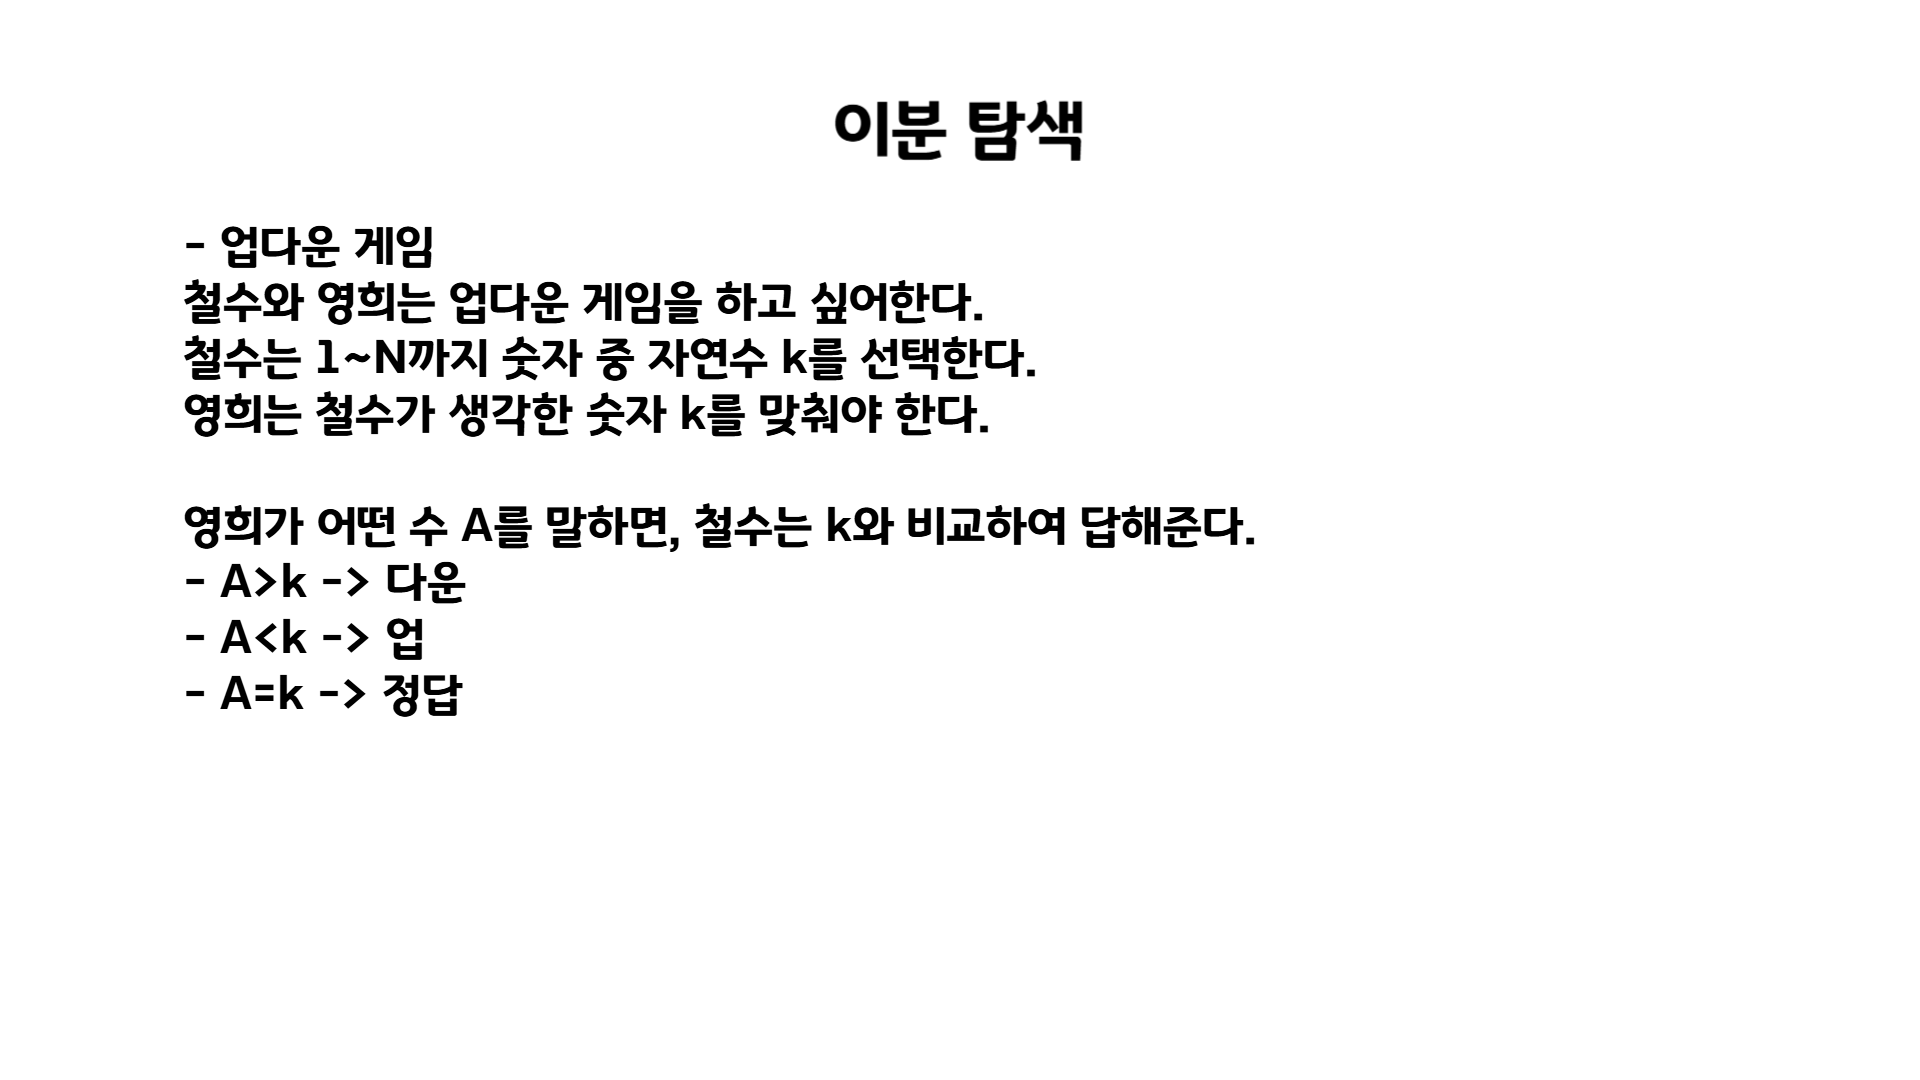 이분 탐색
- 업다운 게임
철수와 영희는 업다운 게임을 하고 싶어한다.
철수는 1~N까지 숫자 중 자연수 k를 선택한다.
영희는 철수가 생각한 숫자 k를 맞춰야 한다.
영희가 어떤 수 A를 말하면, 철수는 k와 비교하여 답해준다.
- A>k -> 다운
- A<k -> 업
- A=k -> 정답